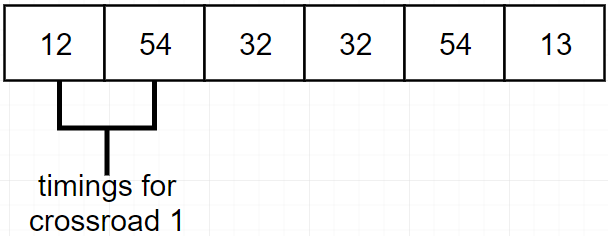 12 54 32 32 54 13
timings for
crossroad 1